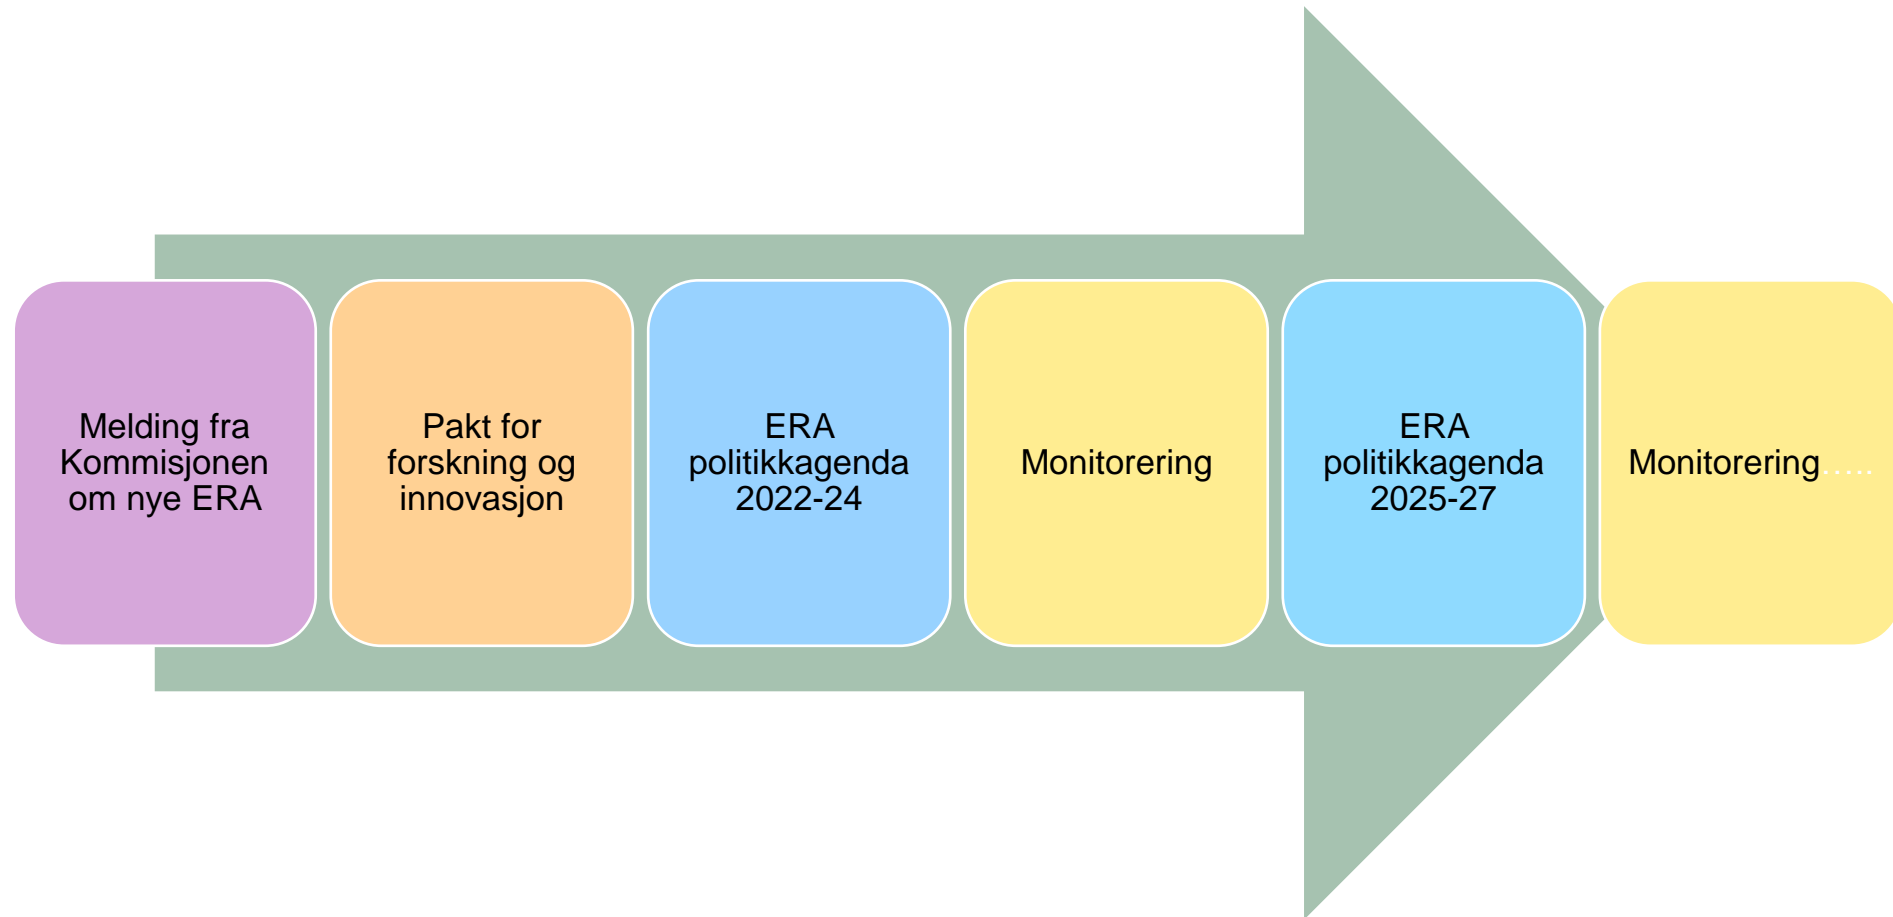 Melding fra
Kommisjonen
om nye ERA
Pakt for
forskning og
innovasjon
ERA
politikkagenda
2022-24
Monitorering
ERA
politikkagenda
2025-27
Monitorering.....